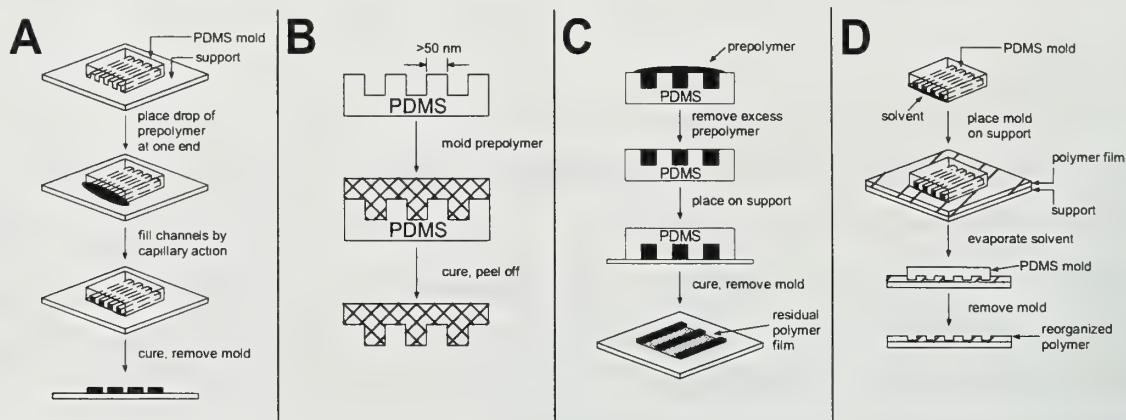 A
PDMS mold
support
place drop of
prepolymer
at one end
fill channels by
capillary action
cure, remove mold
B
>50 nm
PDMS
mold prepolymer
PDMS
cure, peel off
C
prepolymer
PDMS
remove excess
prepolymer
PDMS
place on support
PDMS
cure, remove mold
residual
polymer
film
D
PDMS mold
solvent
place mold
on support
polymer film
support
evaporate solvent
PDMS mold
remove mold
reorganized
polymer